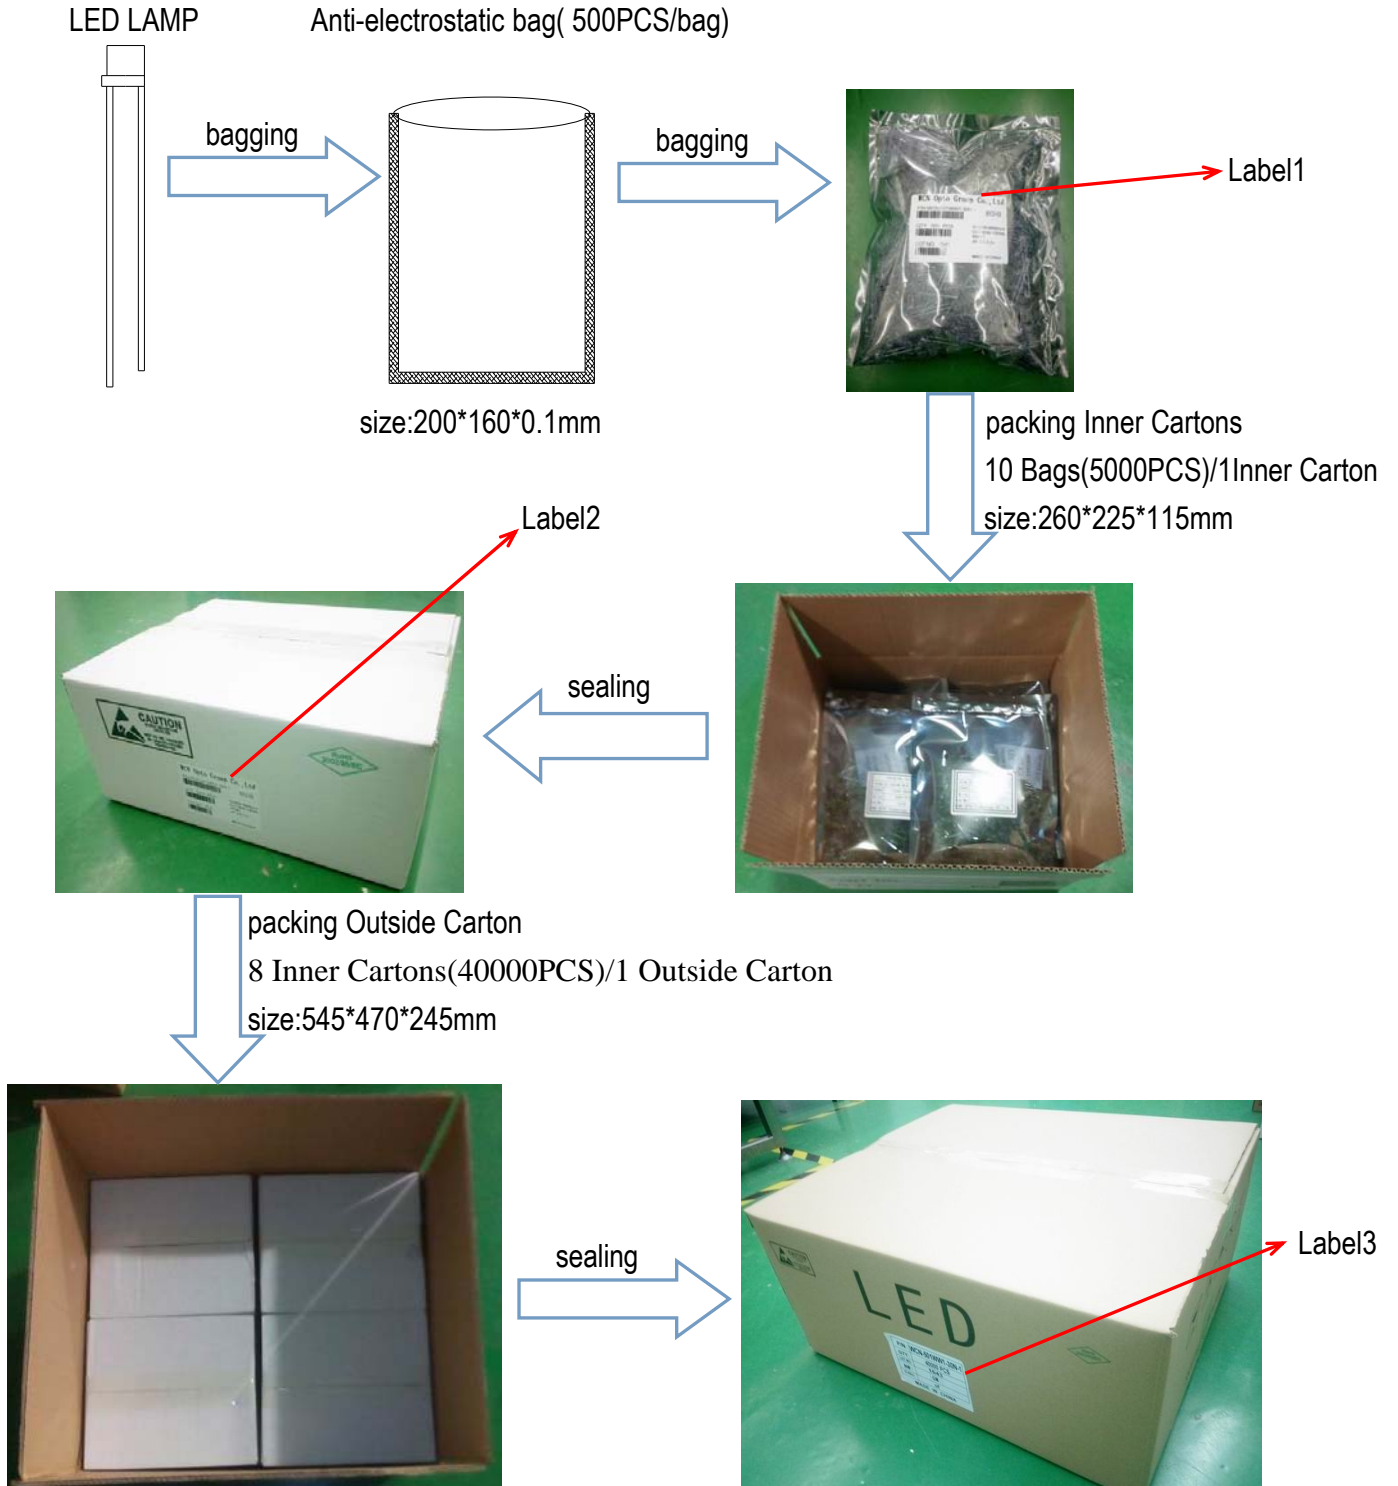 LED LAMP
Anti-electrostatic bag( 500PCS/bag)
bagging
bagging
Label1
size:200*160*0.1mm
packing Inner Cartons
10 Bags(5000PCS)/1Inner Carton
size:260*225*115mm
Label2
sealing
CAUTION
packing Outside Carton
8 Inner Cartons(40000PCS)/1 Outside Carton
size:545*470*245mm
sealing
Label3
LED